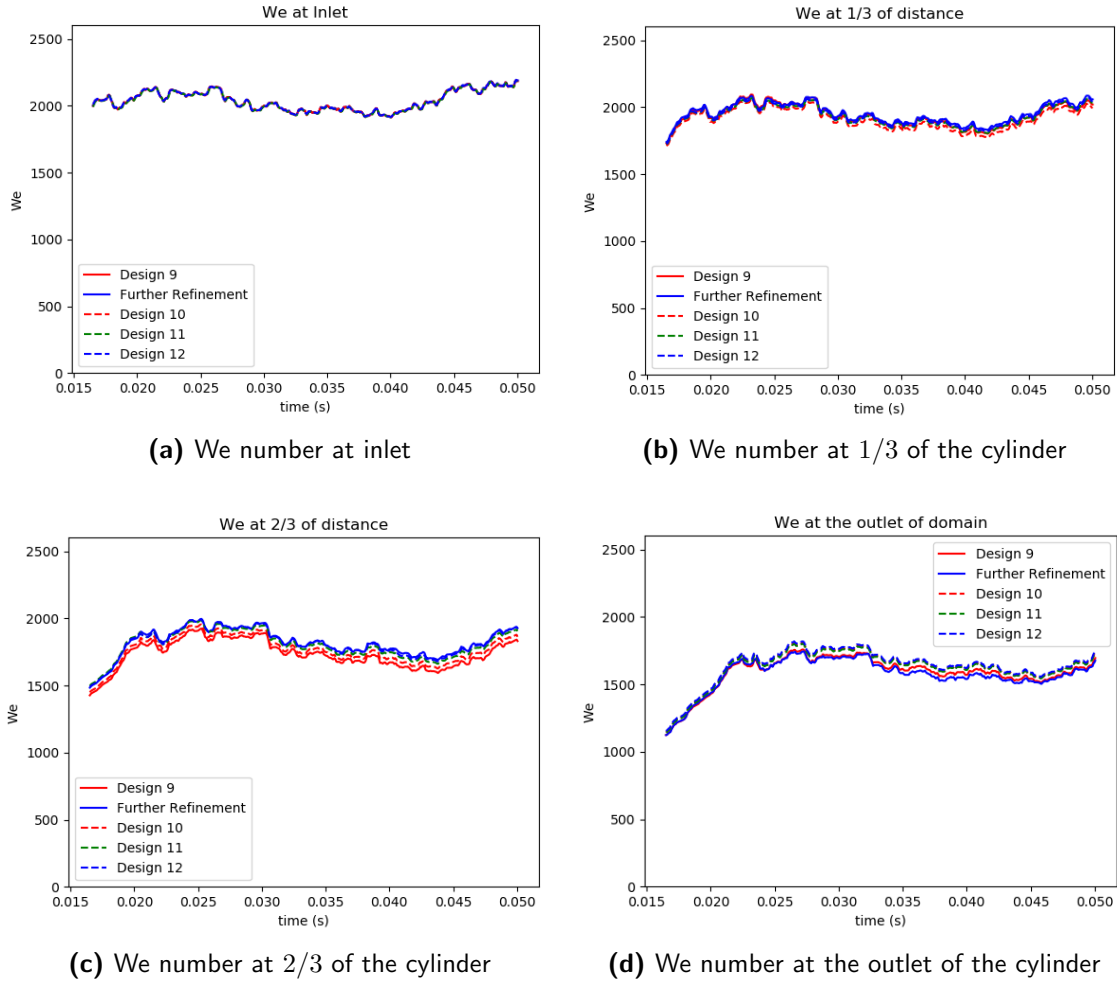 We at Inlet
2500
2000
1500
1000
500
0
We
Design 9
Further Refinement
Design 10
Design 11
Design 12
0.015 0.020 0.025 0.030 0.035 0.040 0.045 0.050
time (s)
(a) We number at inlet
We at 1/3 of distance
2500
2000
1500
1000
500
0
We
Design 9
Further Refinement
Design 10
Design 11
Design 12
0.015 0.020 0.025 0.030 0.035 0.040 0.045 0.050
time (s)
(b) We number at 1/3 of the cylinder
We at 2/3 of distance
2500
2000
1500
1000
500
0
We
Design 9
Further Refinement
Design 10
Design 11
Design 12
0.015 0.020 0.025 0.030 0.035 0.040 0.045 0.050
time (s)
(c) We number at 2/3 of the cylinder
We at the outlet of domain
2500
2000
1500
1000
500
0
We
Design 9
Further Refinement
Design 10
Design 11
Design 12
0.015 0.020 0.025 0.030 0.035 0.040 0.045 0.050
time (s)
(d) We number at the outlet of the cylinder